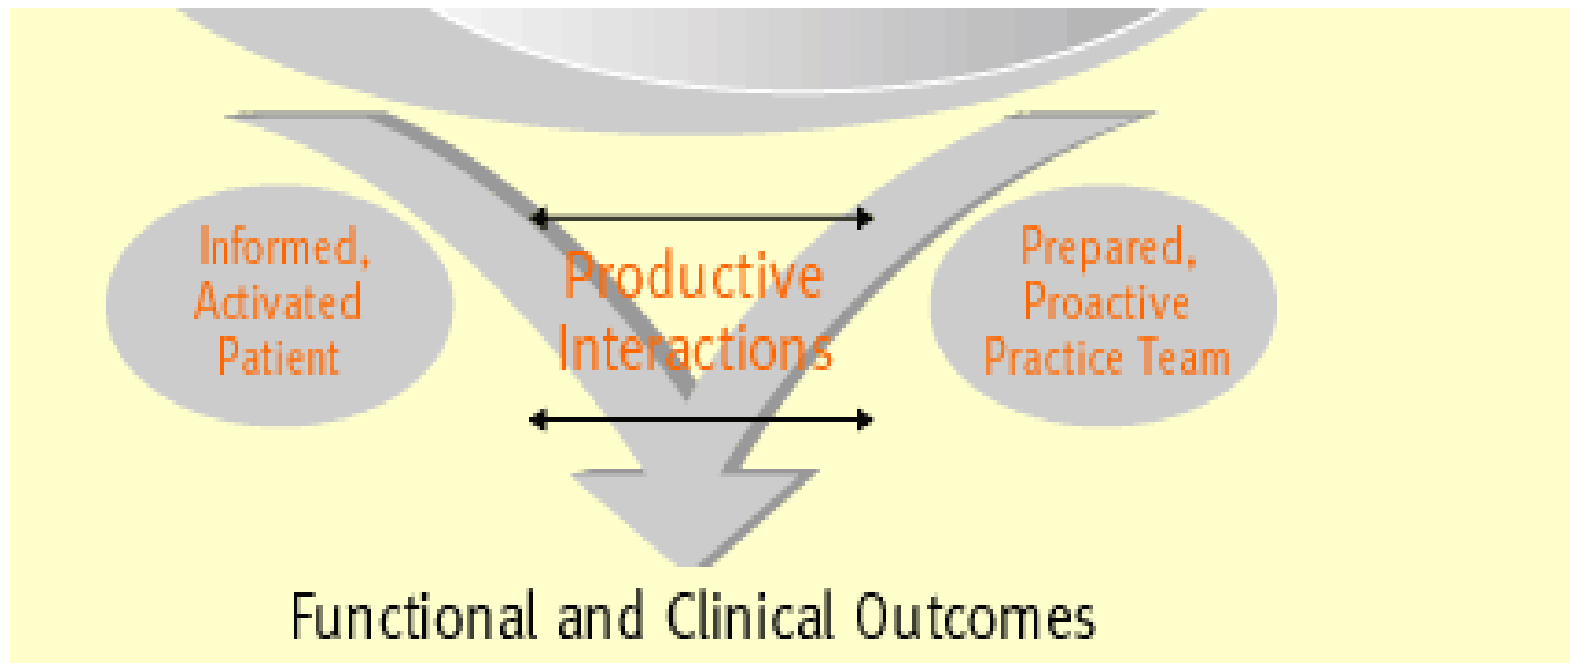 Informed,
Activated
Patient
Productive
Interactions
Prepared,
Proactive
Practice Team
Functional and Clinical Outcomes